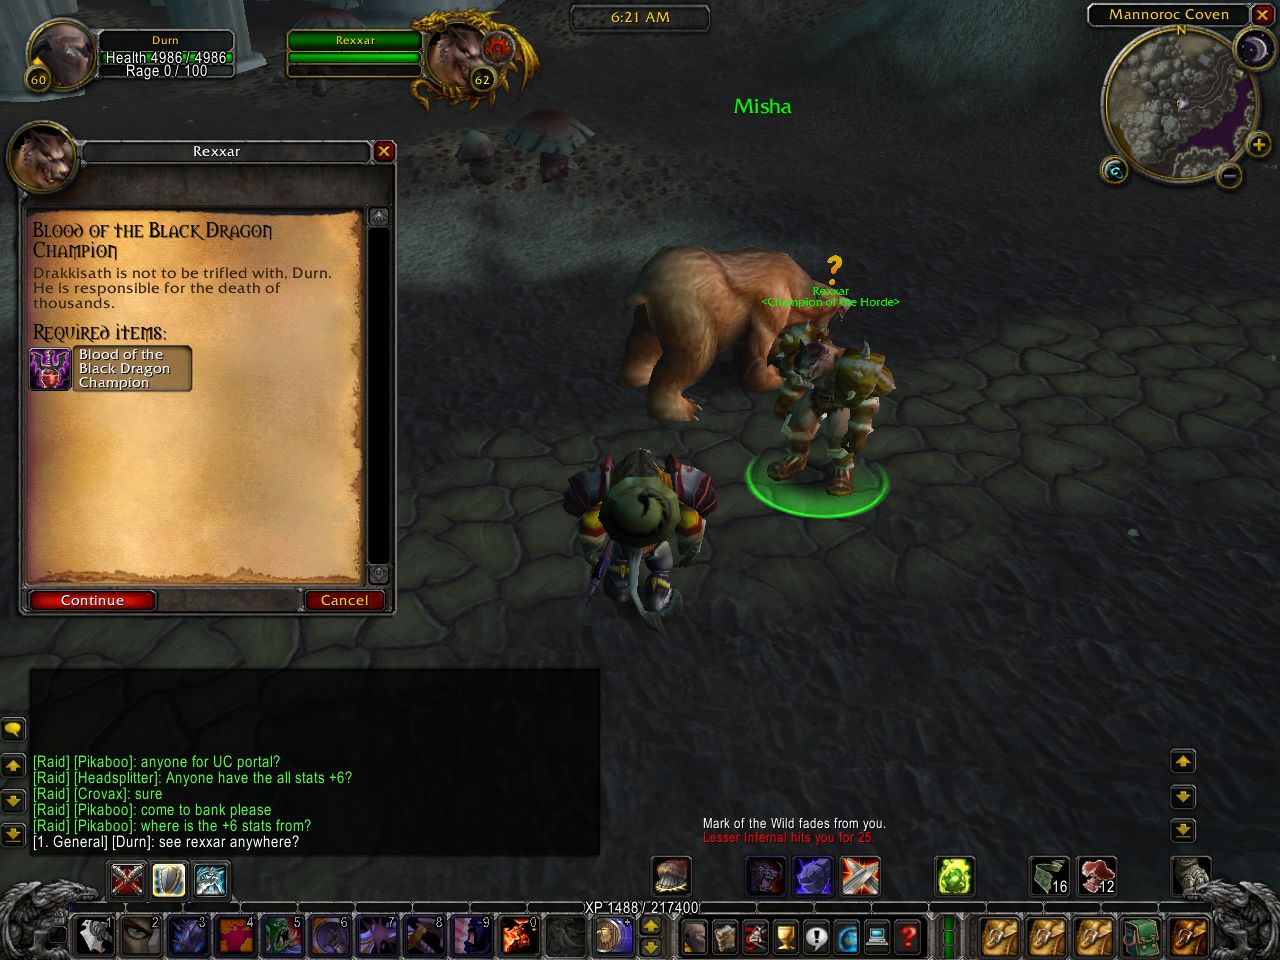 6:21 AM
Mannoroc Coven
N
Durn
Health 4986 / 4986
Rage 0 / 100
60
Rexxar
62
Misha
Rexxar
Blood of the Black Dragon
Champion
Drakkisath is not to be trifled with, Durn.
He is responsible for the death of
thousands.
Required items:
Blood of the
Black Dragon
Champion
Continue
Cancel
?
Rexxar
<Champion of the Horde>
[Raid] [Pikaboo]: anyone for UC portal?
[Raid] [Headsplitter]: Anyone have the all stats +6?
[Raid] [Crovax]: sure
[Raid] [Pikaboo]: come to bank please
[Raid] [Pikaboo]: where is the +6 stats from?
[1. General] [Durn]: see rexxar anywhere?
Mark of the Wild fades from you.
Lesser Infernal hits you for 25.
16
12
XP 1488 / 217400
1 2 3 4 5 6 7 8 9 0 - +